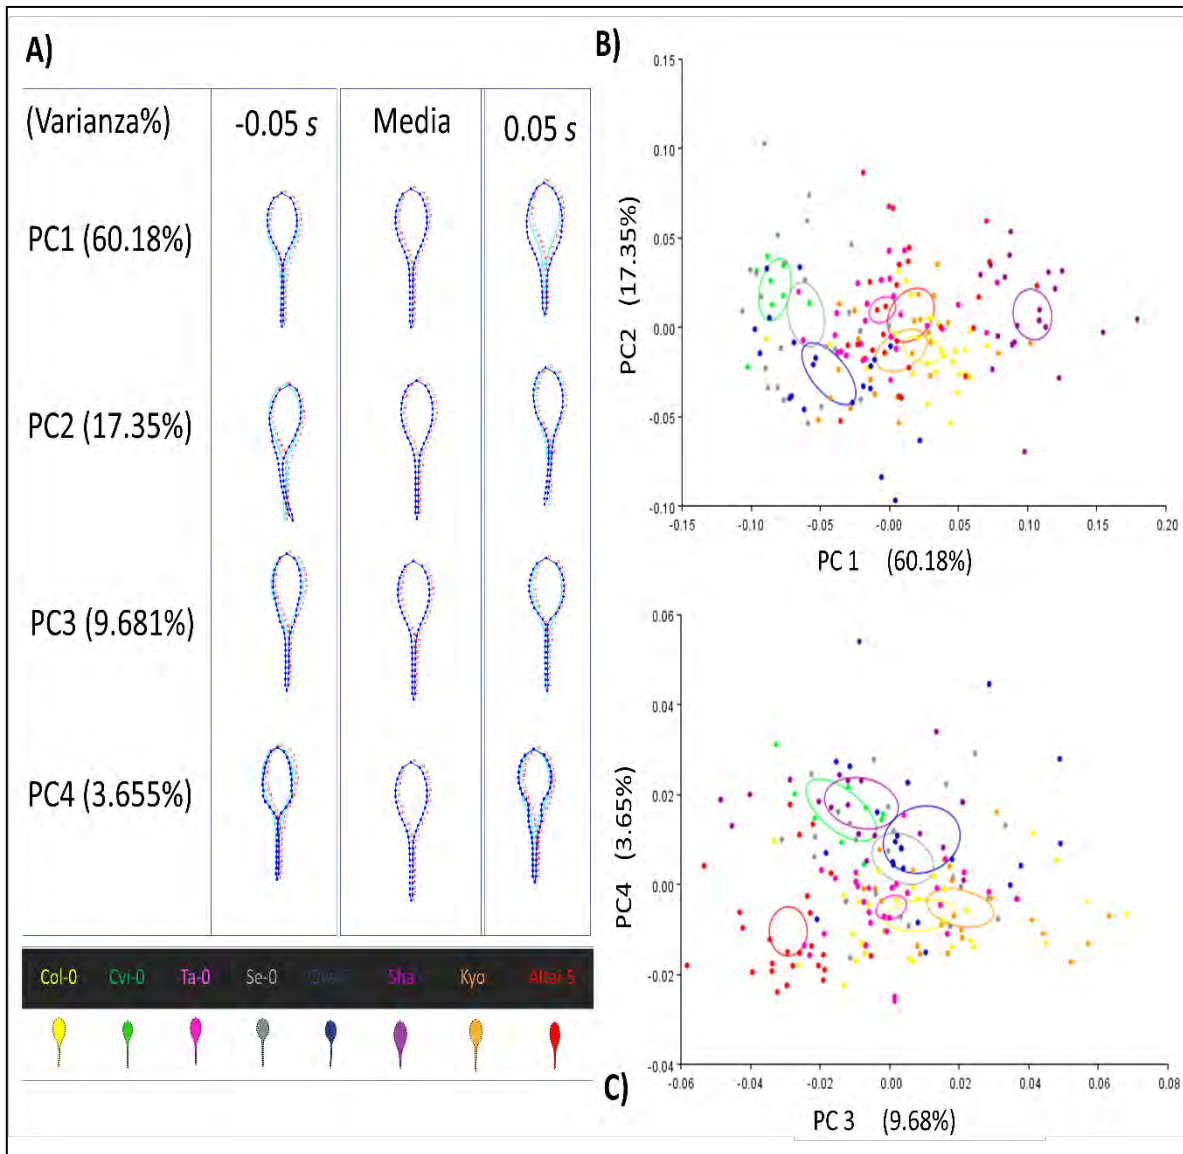 A)
(Varianza%) -0.05 s Media 0.05 s
PC1 (60.18%)
PC2 (17.35%)
PC3 (9.681%)
PC4 (3.655%)
Col-0 Cvi-0 Ta-0 Se-0 Sha Kyo Altai-5
B)
PC2 (17.35%)
0.15
0.10
0.05
0.00
-0.05
-0.10
-0.15 -0.10 -0.05 -0.00 0.05 0.10 0.15 0.20
PC 1 (60.18%)
PC4 (3.65%)
0.06
0.04
0.02
0.00
-0.02
-0.04
-0.06 -0.04 -0.02 0.00 0.02 0.04 0.06 0.08
C)
PC 3 (9.68%)